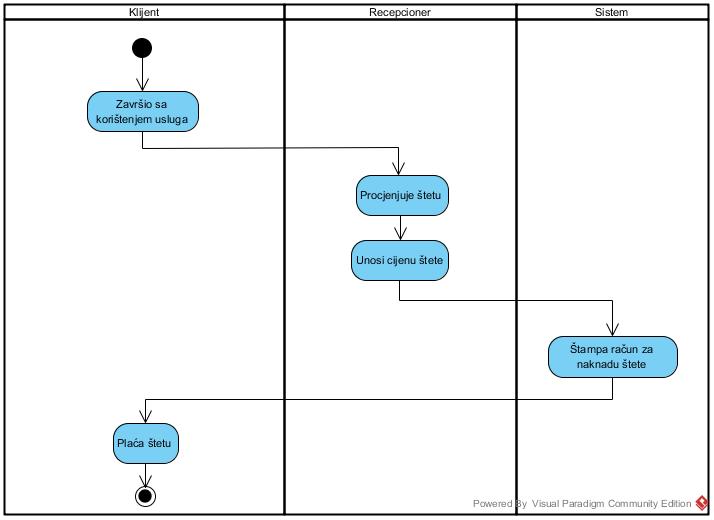 Klijent
Recepcioner
Sistem
Završio sa
korištenjem usluga
Procjenjuje štetu
Unosi cijenu štete
Štampa račun za
naknadu štete
Plaća štetu
Powered By Visual Paradigm Community Edition